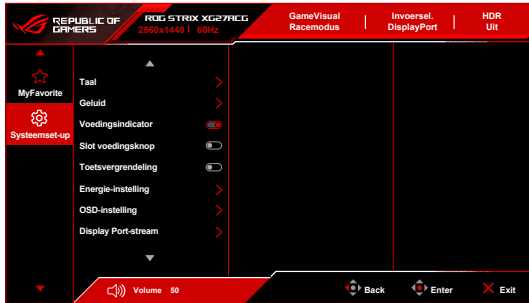 REPUBLIC OF
GAMERS
ROG STRIX XG27ACG
2560x1440 | 60Hz
GameVisual
Racemodus
Invoersel.
DisplayPort
HDR
Uit
MyFavorite
Systeemset-up
Taal
Geluid
Voedingsindicator
Slot voedingsknop
Toetsvergrendeling
Energie-instelling
OSD-instelling
Display Port-stream
Volume 50
Back
Enter
Exit